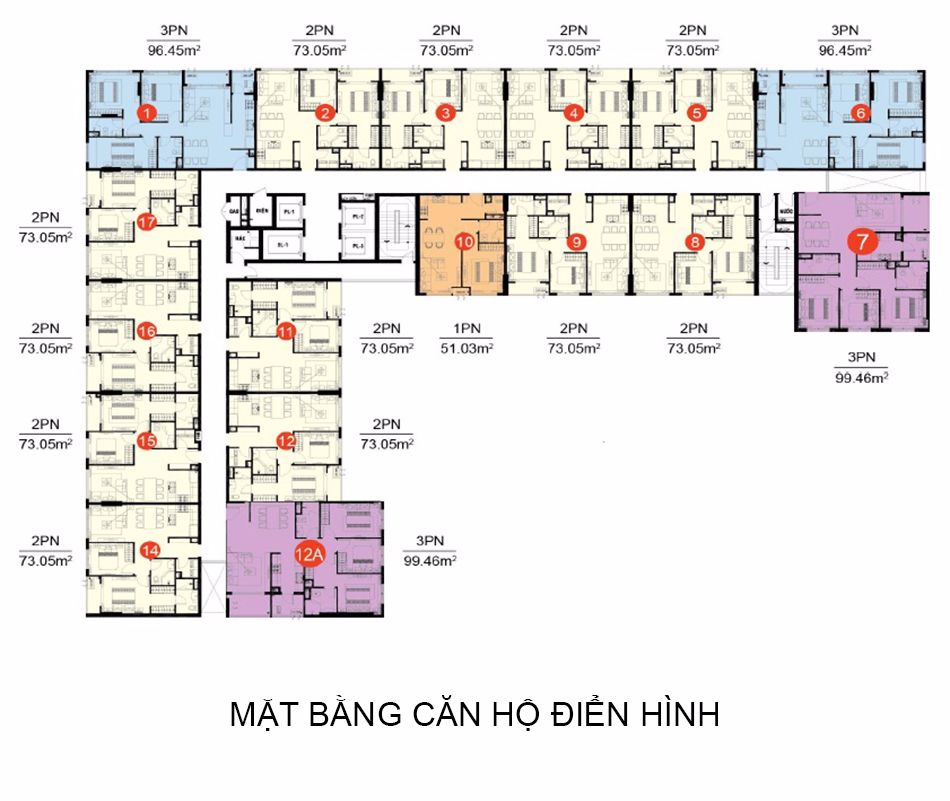 3PN
96.45m²
2PN
73.05m²
2PN
73.05m²
2PN
73.05m²
2PN
73.05m²
3PN
96.45m²
1
2
3
4
5
6
2PN
73.05m²
17
GAS
ĐIỆN
RÁC
PL-1
PL-2
PL-3
10
9
8
NƯỚC
7
2PN
73.05m²
16
11
2PN
73.05m²
1PN
51.03m²
2PN
73.05m²
2PN
73.05m²
3PN
99.46m²
2PN
73.05m²
15
12
2PN
73.05m²
2PN
73.05m²
14
12A
3PN
99.46m²
MẶT BẰNG CĂN HỘ ĐIỂN HÌNH